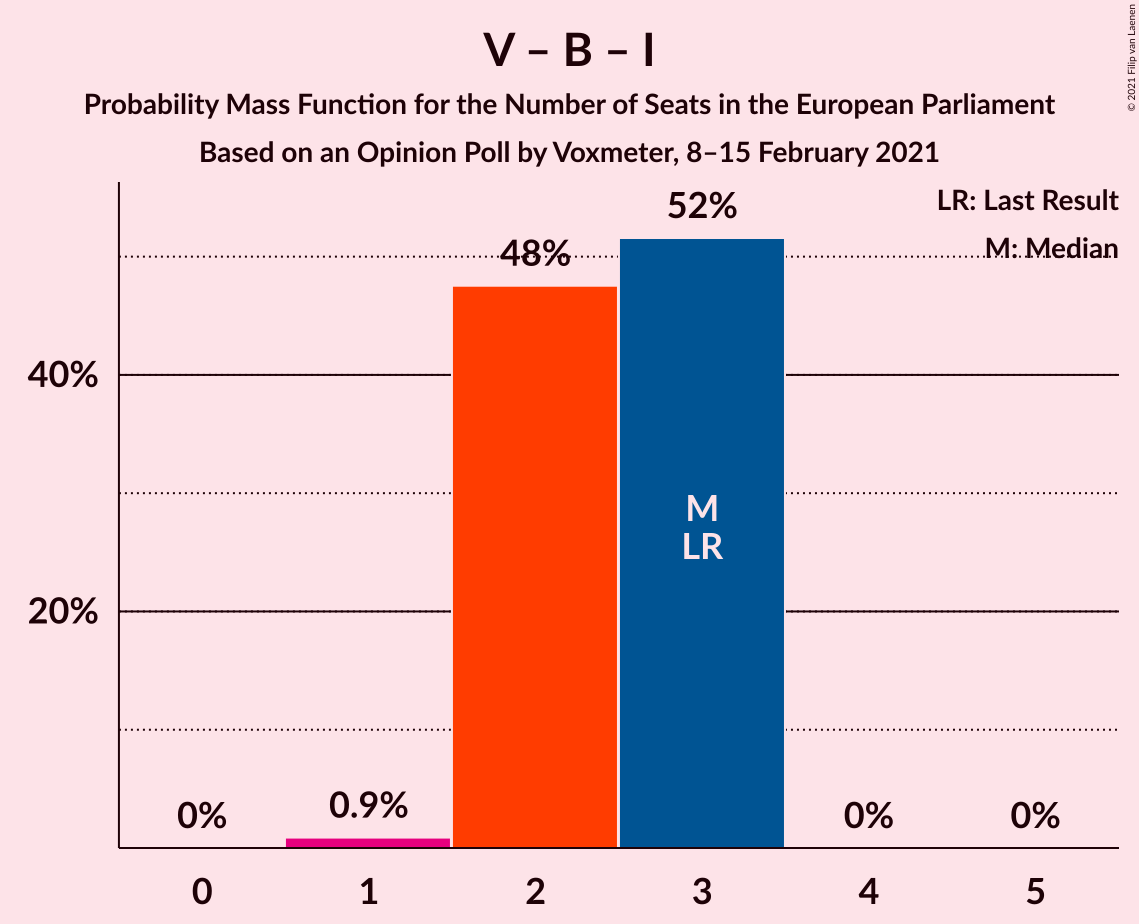 V – B – I
Probability Mass Function for the Number of Seats in the European Parliament
Based on an Opinion Poll by Voxmeter, 8–15 February 2021
© 2021 Filip van Laenen
LR: Last Result
M: Median
52%
48%
40%
M
LR
20%
0%
0.9%
0%
0%
0
1
2
3
4
5